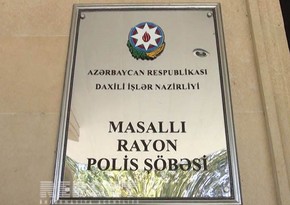 AZƏRBAYCAN RESPUBLİKASI
DAXİLİ İŞLƏR NAZİRLİYİ
MASALLI
RAYON
POLİS ŞÖBƏSİ